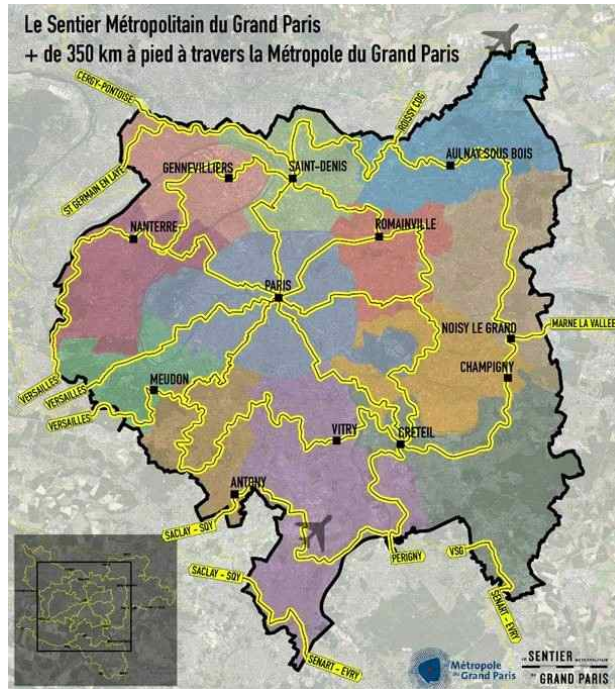 Le Sentier Métropolitain du Grand Paris
+ de 350 km à pied à travers la Métropole du Grand Paris
CERGY-PONTOISE
ROISSY CDG
ST GERMAIN EN LAYE
GENNEVILLIERS
SAINT-DENIS
AULNAY SOUS BOIS
NANTERRE
ROMAINVILLE
PARIS
NOISY LE GRAND
MARNE LA VALLEE
CHAMPIGNY
VERSAILLES
VERSAILLES
VERSAILLES
MEUDON
VITRY
CRETEIL
ANTONY
SACLAY - SQY
SACLAY - SQY
PERIGNY
VSG
SENART - EVRY
SENART - EVRY
Métropole
du Grand Paris
LE SENTIER METROPOLITAIN
DU GRAND PARIS